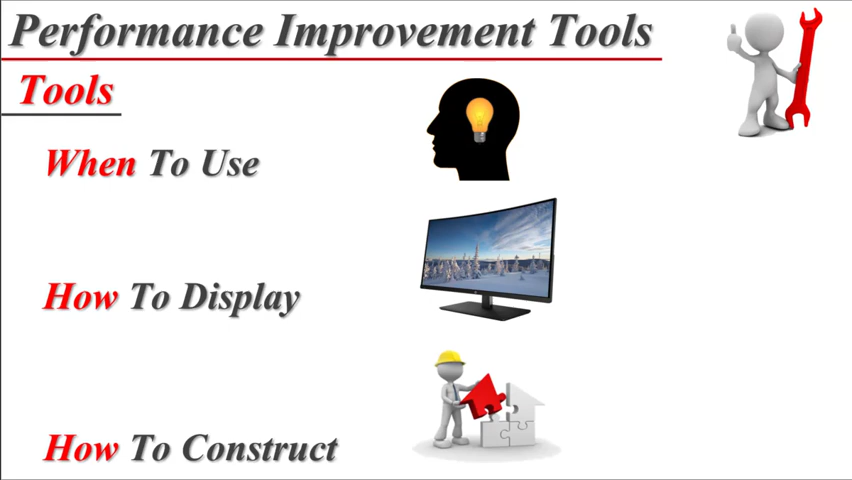 Performance Improvement Tools
Tools
When To Use
How To Display
How To Construct